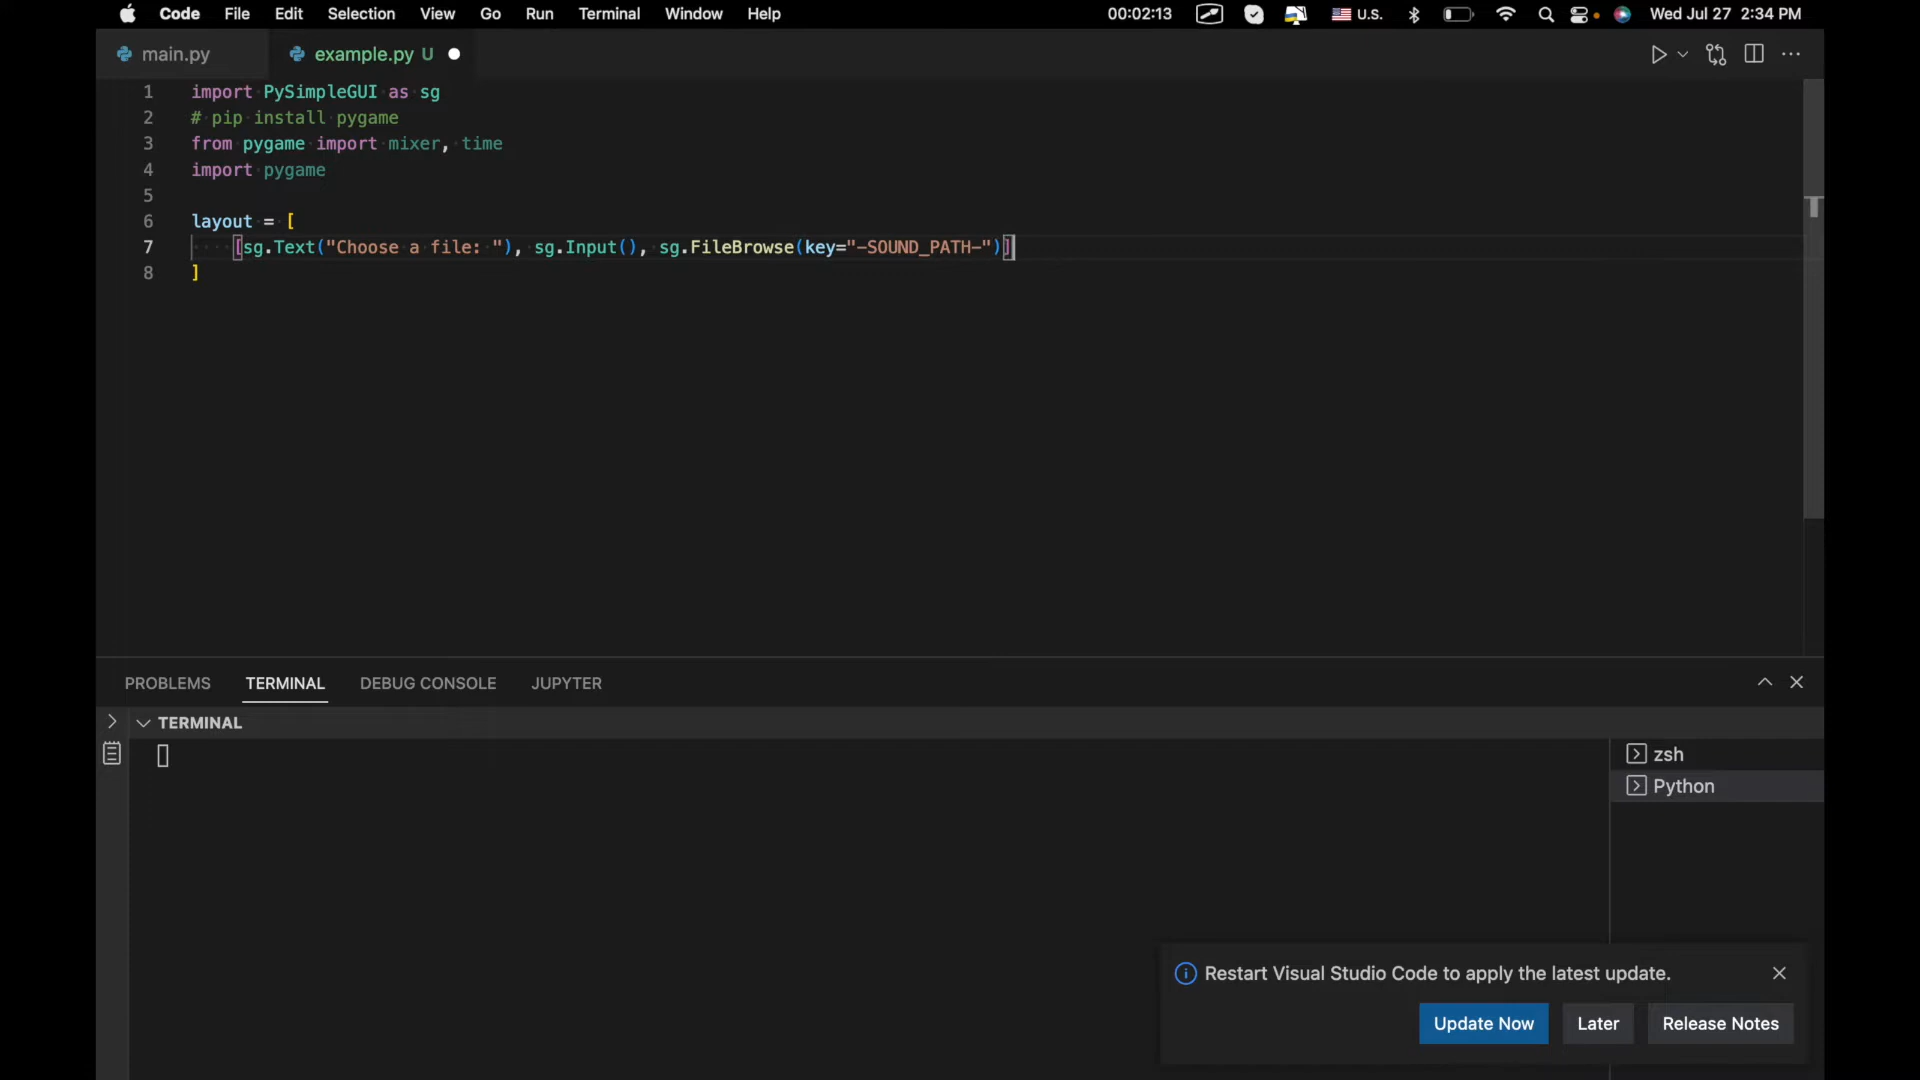 Code File Edit Selection View Go Run Terminal Window Help 00:02:13 U.S. Wed Jul 27 2:34 PM
main.py example.py U
1 import PySimpleGUI as sg
2 # pip install pygame
3 from pygame import mixer, time
4 import pygame
5
6 layout = [
7 [sg.Text("Choose a file: "), sg.Input(), sg.FileBrowse(key="-SOUND_PATH-")]
8 ]
PROBLEMS TERMINAL DEBUG CONSOLE JUPYTER
TERMINAL
zsh
Python
Restart Visual Studio Code to apply the latest update.
Update Now Later Release Notes